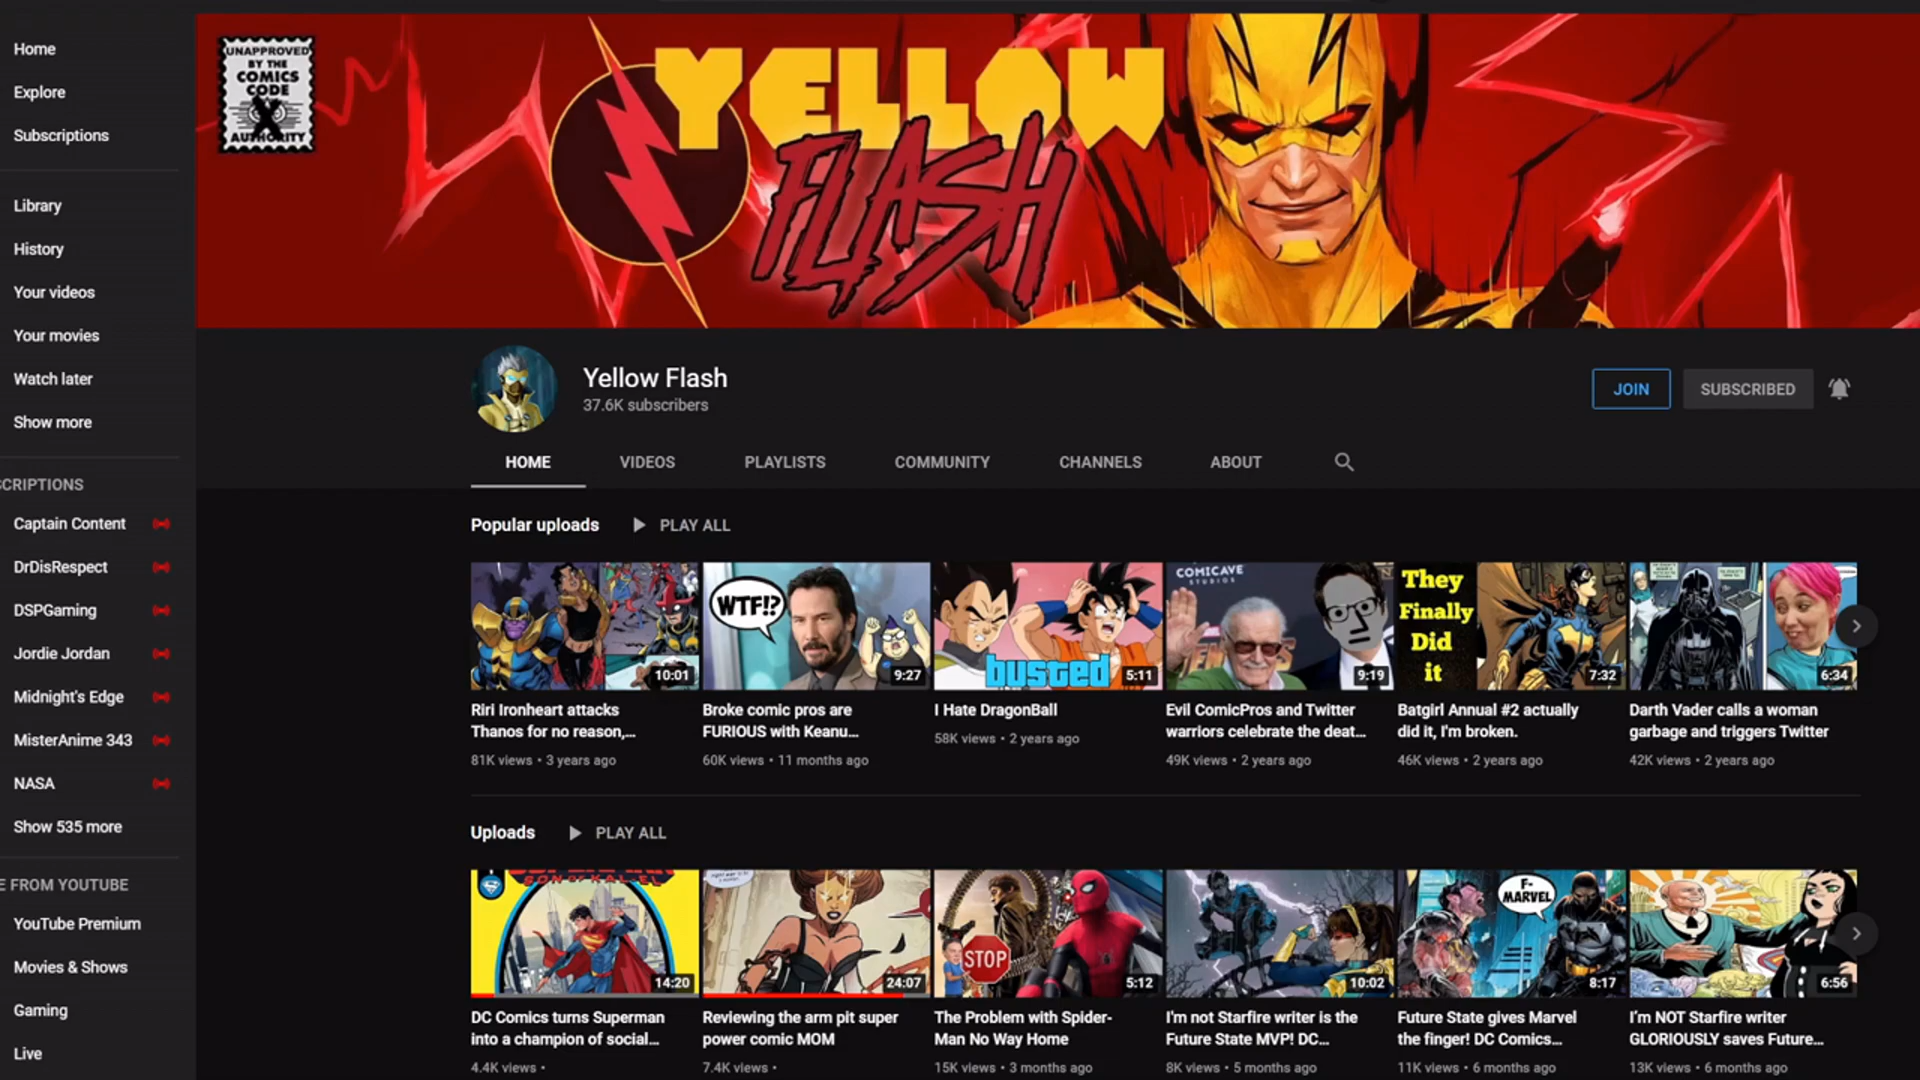 Home
Explore
Subscriptions
Library
History
Your videos
Your movies
Watch later
Show more
SCRIPTIONS
Captain Content
DrDisRespect
DSPGaming
Jordie Jordan
Midnight's Edge
MisterAnime 343
NASA
Show 535 more
E FROM YOUTUBE
YouTube Premium
Movies & Shows
Gaming
Live
UNAPPROVED
BY THE
COMICS
CODE
AUTHORITY
YELLOW
FLASH
Yellow Flash
37.6K subscribers
JOIN
SUBSCRIBED
HOME VIDEOS PLAYLISTS COMMUNITY CHANNELS ABOUT
Popular uploads PLAY ALL
10:01
WTF!?
9:27
busted
5:11
COMICAVE
STUDIOS
9:19
They
Finally
Did
it
7:32
6:34
Riri Ironheart attacks
Thanos for no reason,...
81K views • 3 years ago
Broke comic pros are
FURIOUS with Keanu...
60K views • 11 months ago
I Hate DragonBall
58K views • 2 years ago
Evil ComicPros and Twitter
warriors celebrate the deat...
49K views • 2 years ago
Batgirl Annual #2 actually
did it, I'm broken.
46K views • 2 years ago
Darth Vader calls a woman
garbage and triggers Twitter
42K views • 2 years ago
Uploads PLAY ALL
14:20
24:07
STOP
5:12
10:02
F-
MARVEL
8:17
6:56
DC Comics turns Superman
into a champion of social...
4.4K views •
Reviewing the arm pit super
power comic MOM
7.4K views •
The Problem with Spider-
Man No Way Home
15K views • 3 months ago
I'm not Starfire writer is the
Future State MVP! DC...
8K views • 5 months ago
Future State gives Marvel
the finger! DC Comics...
11K views • 6 months ago
I'm NOT Starfire writer
GLORIOUSLY saves Future...
13K views • 6 months ago